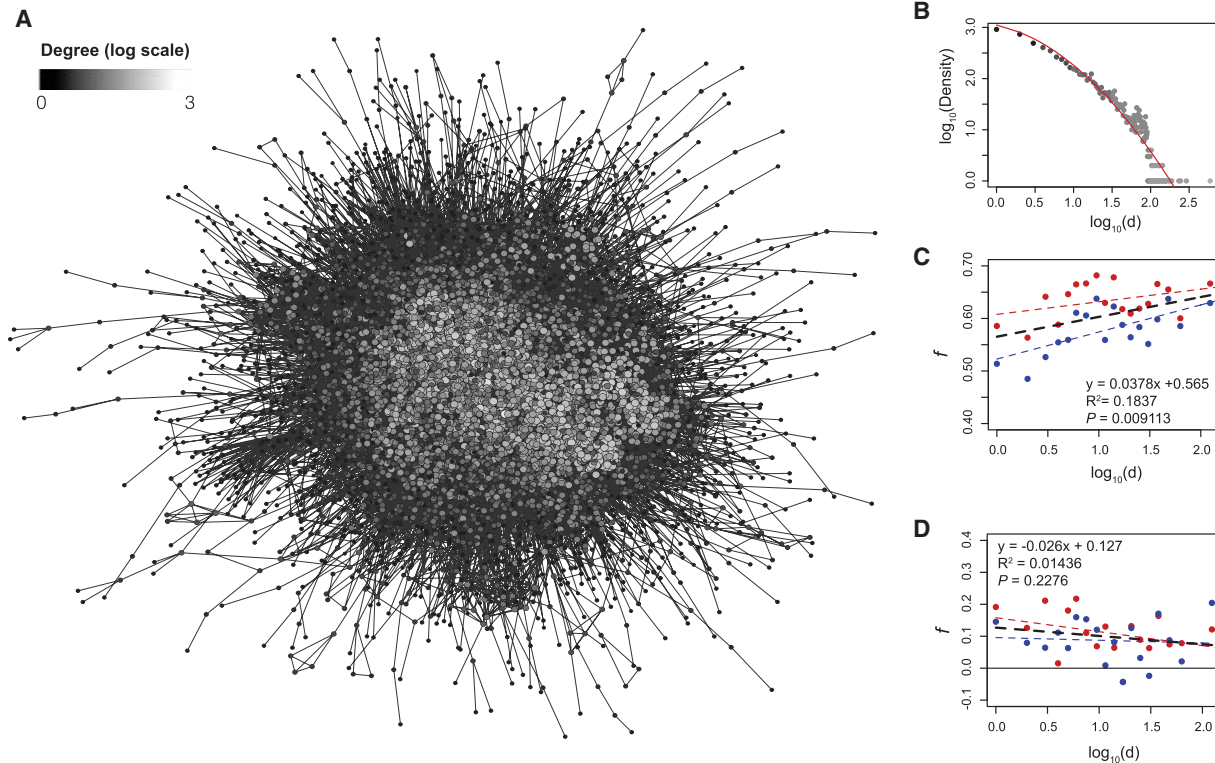 A
Degree (log scale)
0 3
B
log10(Density)
3.0
2.0
1.0
0.0
0.0 0.5 1.0 1.5 2.0 2.5
log10(d)
C
f
0.70
0.60
0.50
0.40
y = 0.0378x +0.565
R²= 0.1837
P = 0.009113
0.0 0.5 1.0 1.5 2.0
log10(d)
D
f
0.4
0.3
0.2
0.1
0.0
-0.1
y = -0.026x + 0.127
R² = 0.01436
P = 0.2276
0.0 0.5 1.0 1.5 2.0
log10(d)